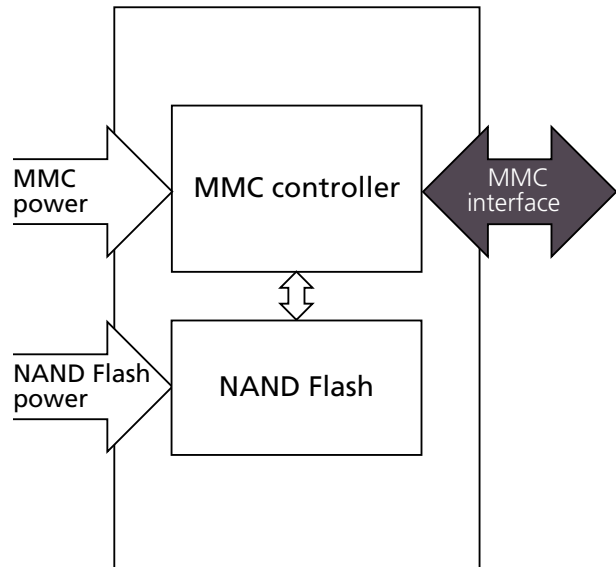 MMC
power
MMC controller
MMC
interface
NAND Flash
power
NAND Flash